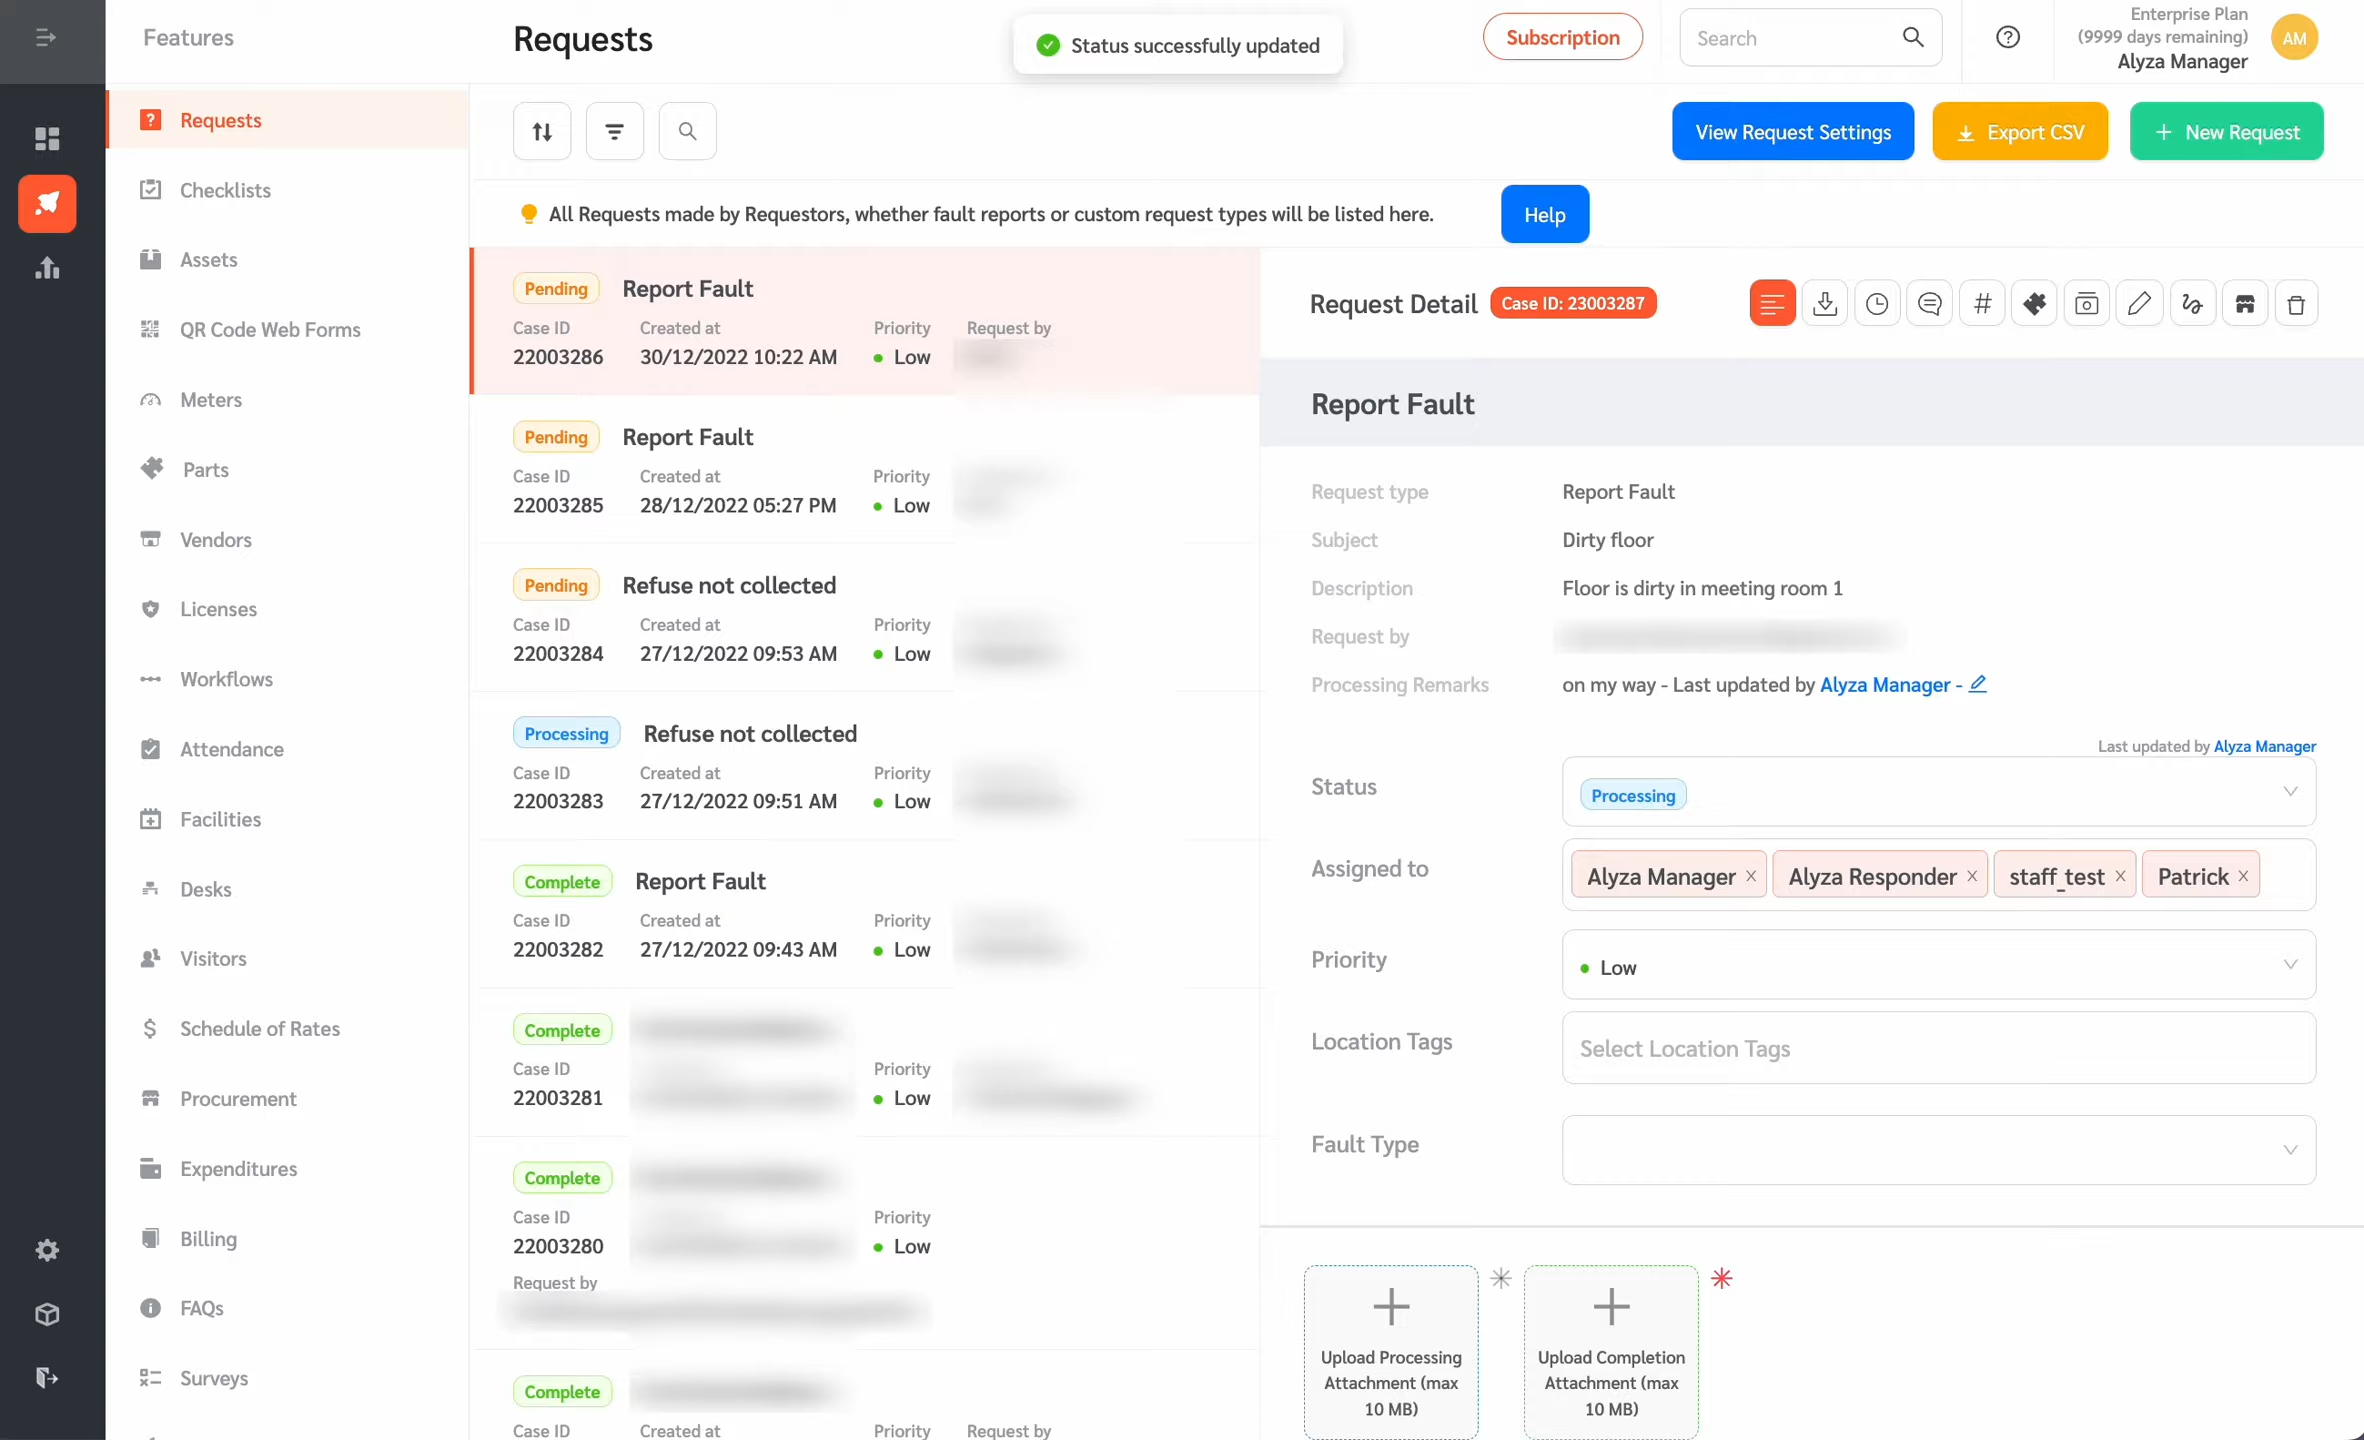 Features
Requests
Status successfully updated
Subscription
Search
Enterprise Plan
(9999 days remaining)
Alyza Manager
AM
Requests
Checklists
Assets
QR Code Web Forms
Meters
Parts
Vendors
Licenses
Workflows
Attendance
Facilities
Desks
Visitors
Schedule of Rates
Procurement
Expenditures
Billing
FAQs
Surveys
View Request Settings
Export CSV
New Request
All Requests made by Requestors, whether fault reports or custom request types will be listed here.
Help
Pending Report Fault
Case ID Created at Priority Request by
22003286 30/12/2022 10:22 AM Low
Pending Report Fault
Case ID Created at Priority
22003285 28/12/2022 05:27 PM Low
Pending Refuse not collected
Case ID Created at Priority
22003284 27/12/2022 09:53 AM Low
Processing Refuse not collected
Case ID Created at Priority
22003283 27/12/2022 09:51 AM Low
Complete Report Fault
Case ID Created at Priority
22003282 27/12/2022 09:43 AM Low
Complete
Case ID Priority
22003281 Low
Complete
Case ID Priority
22003280 Low
Request by
Complete
Case ID Created at Priority Request by
Request Detail Case ID: 23003287
Report Fault
Request type Report Fault
Subject Dirty floor
Description Floor is dirty in meeting room 1
Request by
Processing Remarks on my way - Last updated by Alyza Manager -
Last updated by Alyza Manager
Status Processing
Assigned to Alyza Manager × Alyza Responder × staff_test × Patrick ×
Priority Low
Location Tags Select Location Tags
Fault Type
Upload Processing
Attachment (max
10 MB)
Upload Completion
Attachment (max
10 MB)